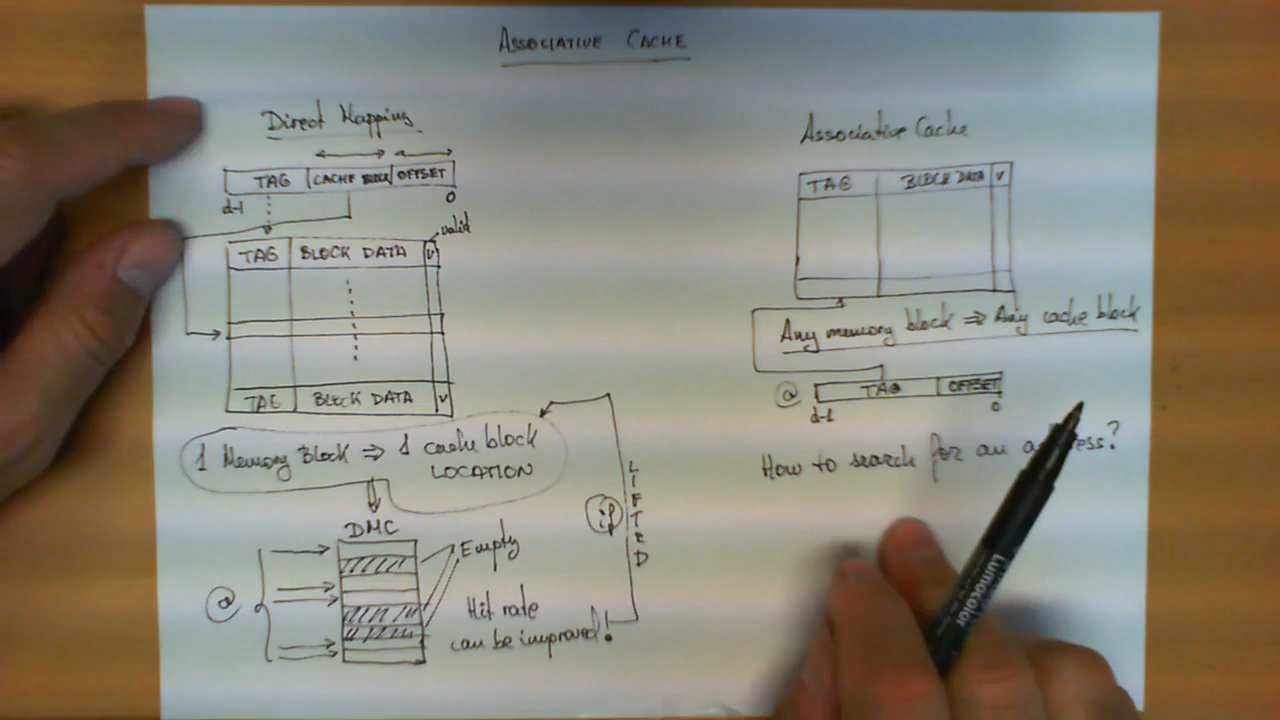 ASSOCIATIVE CACHE
Direct Mapping
TAG CACHE BLOCK OFFSET
d-1 0
valid
TAG BLOCK DATA V
TAG BLOCK DATA V
1 Memory Block ⇒ 1 cache block
LOCATION
DMC
@
Empty
Hit rate
can be improved!
if
LIFTED
Associative Cache
TAG BLOCK DATA V
Any memory block ⇒ Any cache block
@ TAG OFFSET
d-1 0
How to search for an
Lumocolor